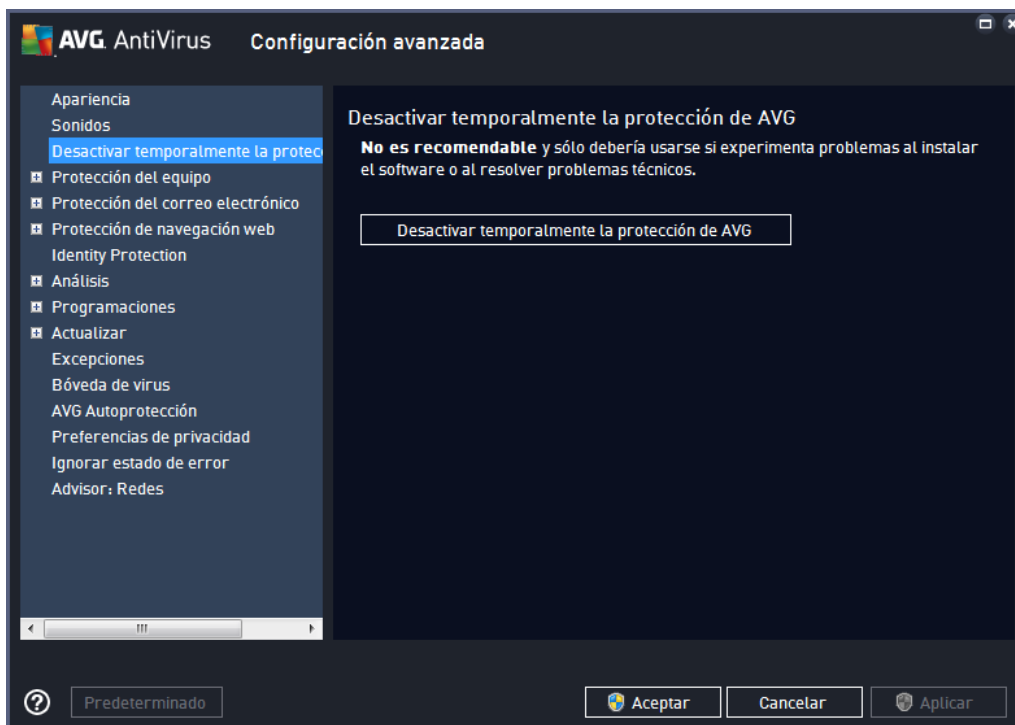 AVG AntiVirus Configuración avanzada
Apariencia
Sonidos
Desactivar temporalmente la protec
Protección del equipo
Protección del correo electrónico
Protección de navegación web
Identity Protection
Análisis
Programaciones
Actualizar
Excepciones
Bóveda de virus
AVG Autoprotección
Preferencias de privacidad
Ignorar estado de error
Advisor: Redes
Desactivar temporalmente la protección de AVG
No es recomendable y sólo debería usarse si experimenta problemas al instalar
el software o al resolver problemas técnicos.
Desactivar temporalmente la protección de AVG
Predeterminado
Aceptar
Cancelar
Aplicar